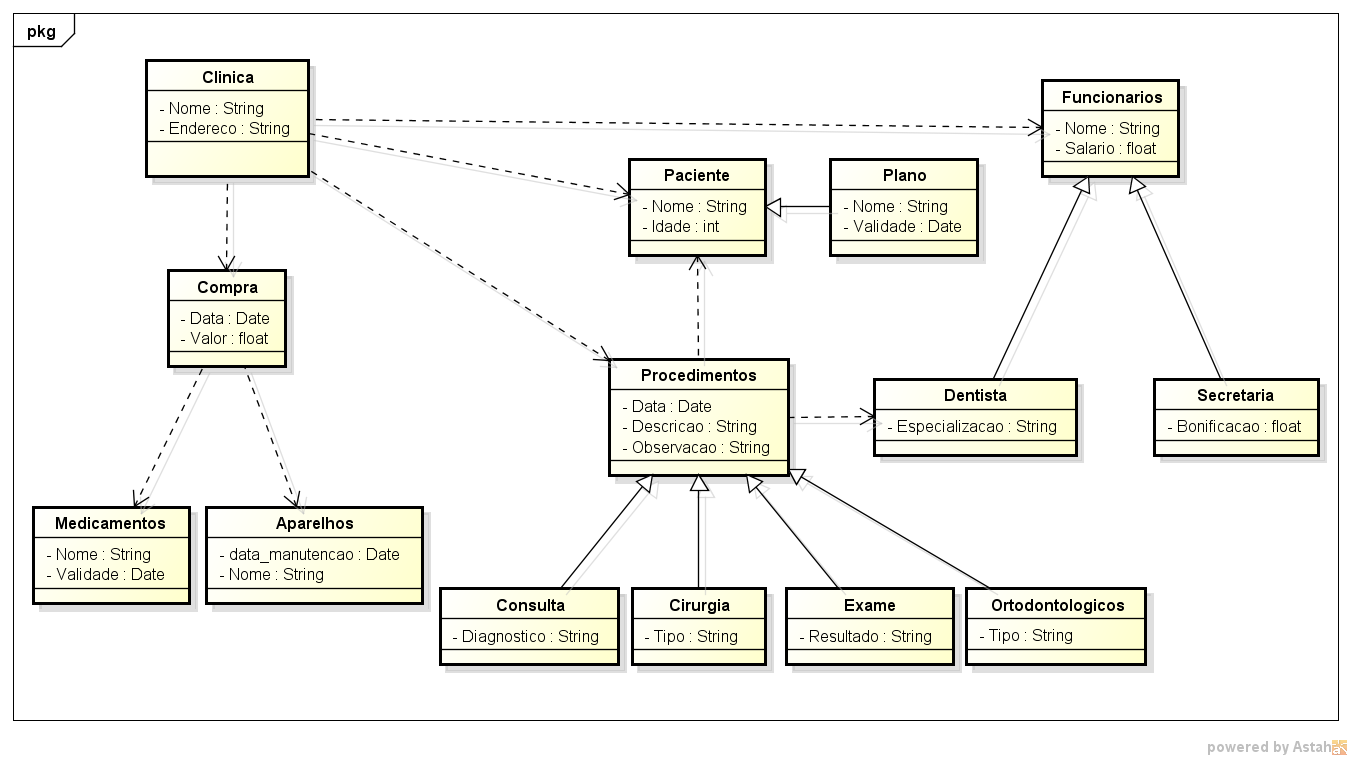 pkg
Clinica
- Nome : String
- Endereco : String
Funcionarios
- Nome : String
- Salario : float
Paciente
- Nome : String
- Idade : int
Plano
- Nome : String
- Validade : Date
Compra
- Data : Date
- Valor : float
Procedimentos
- Data : Date
- Descricao : String
- Observacao : String
Dentista
- Especializacao : String
Secretaria
- Bonificacao : float
Medicamentos
- Nome : String
- Validade : Date
Aparelhos
- data_manutencao : Date
- Nome : String
Consulta
- Diagnostico : String
Cirurgia
- Tipo : String
Exame
- Resultado : String
Ortodontologicos
- Tipo : String
powered by Astah